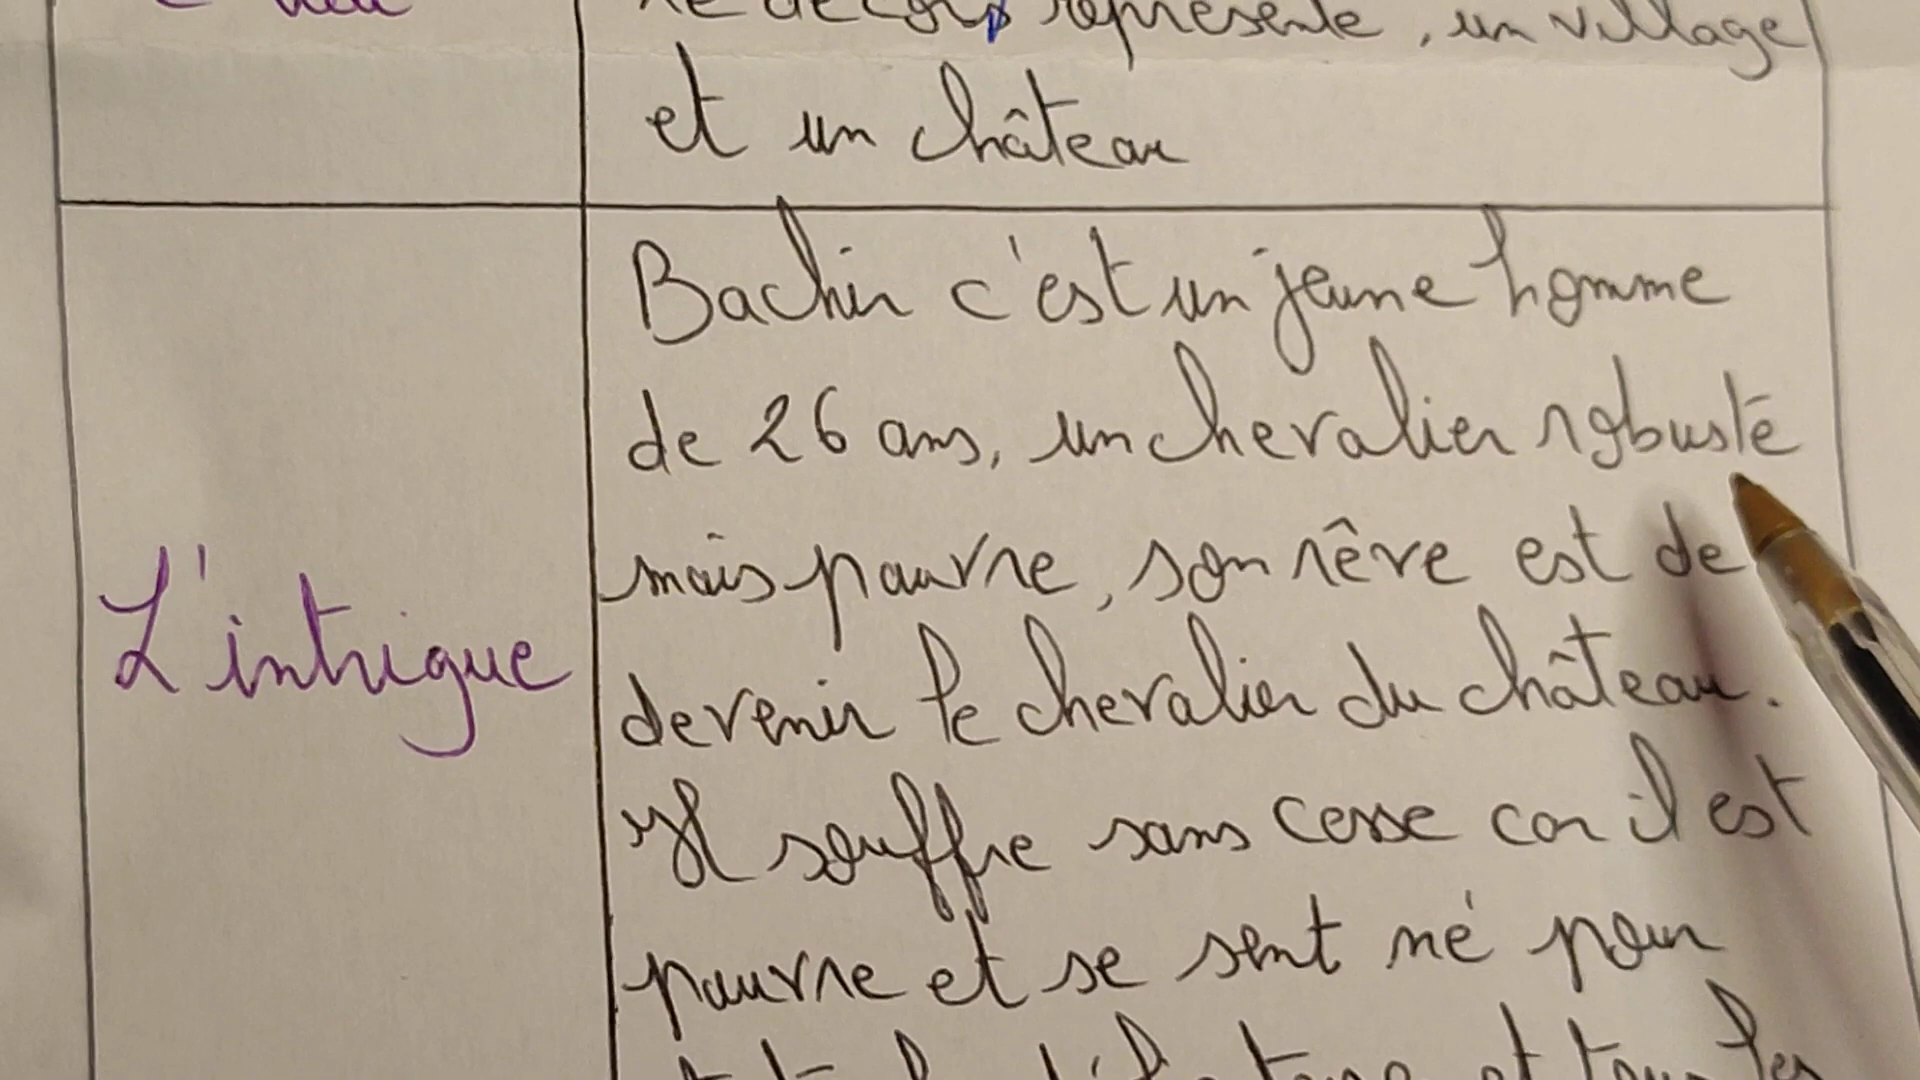 représente, un village
et un château
Bachir c'est un jeune homme
de 26 ans, un chevalier robuste
mais pauvre, son rêve est de
L'intrigue
devenir le chevalier du château.
Il souffre sans cesse car il est
pauvre et se sent né pour